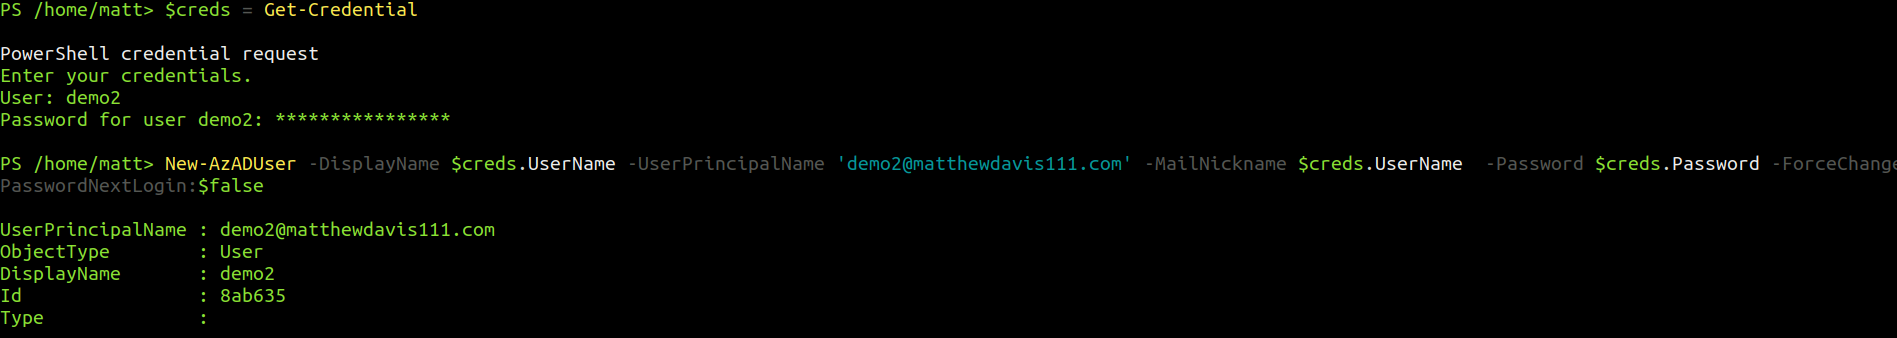 PS /home/matt> $creds = Get-Credential
PowerShell credential request
Enter your credentials.
User: demo2
Password for user demo2: ****************
PS /home/matt> New-AzADUser -DisplayName $creds.UserName -UserPrincipalName 'demo2@matthewdavis111.com' -MailNickname $creds.UserName  -Password $creds.Password -ForceChange
PasswordNextLogin:$false
UserPrincipalName : demo2@matthewdavis111.com
ObjectType        : User
DisplayName       : demo2
Id                : 8ab635
Type              :